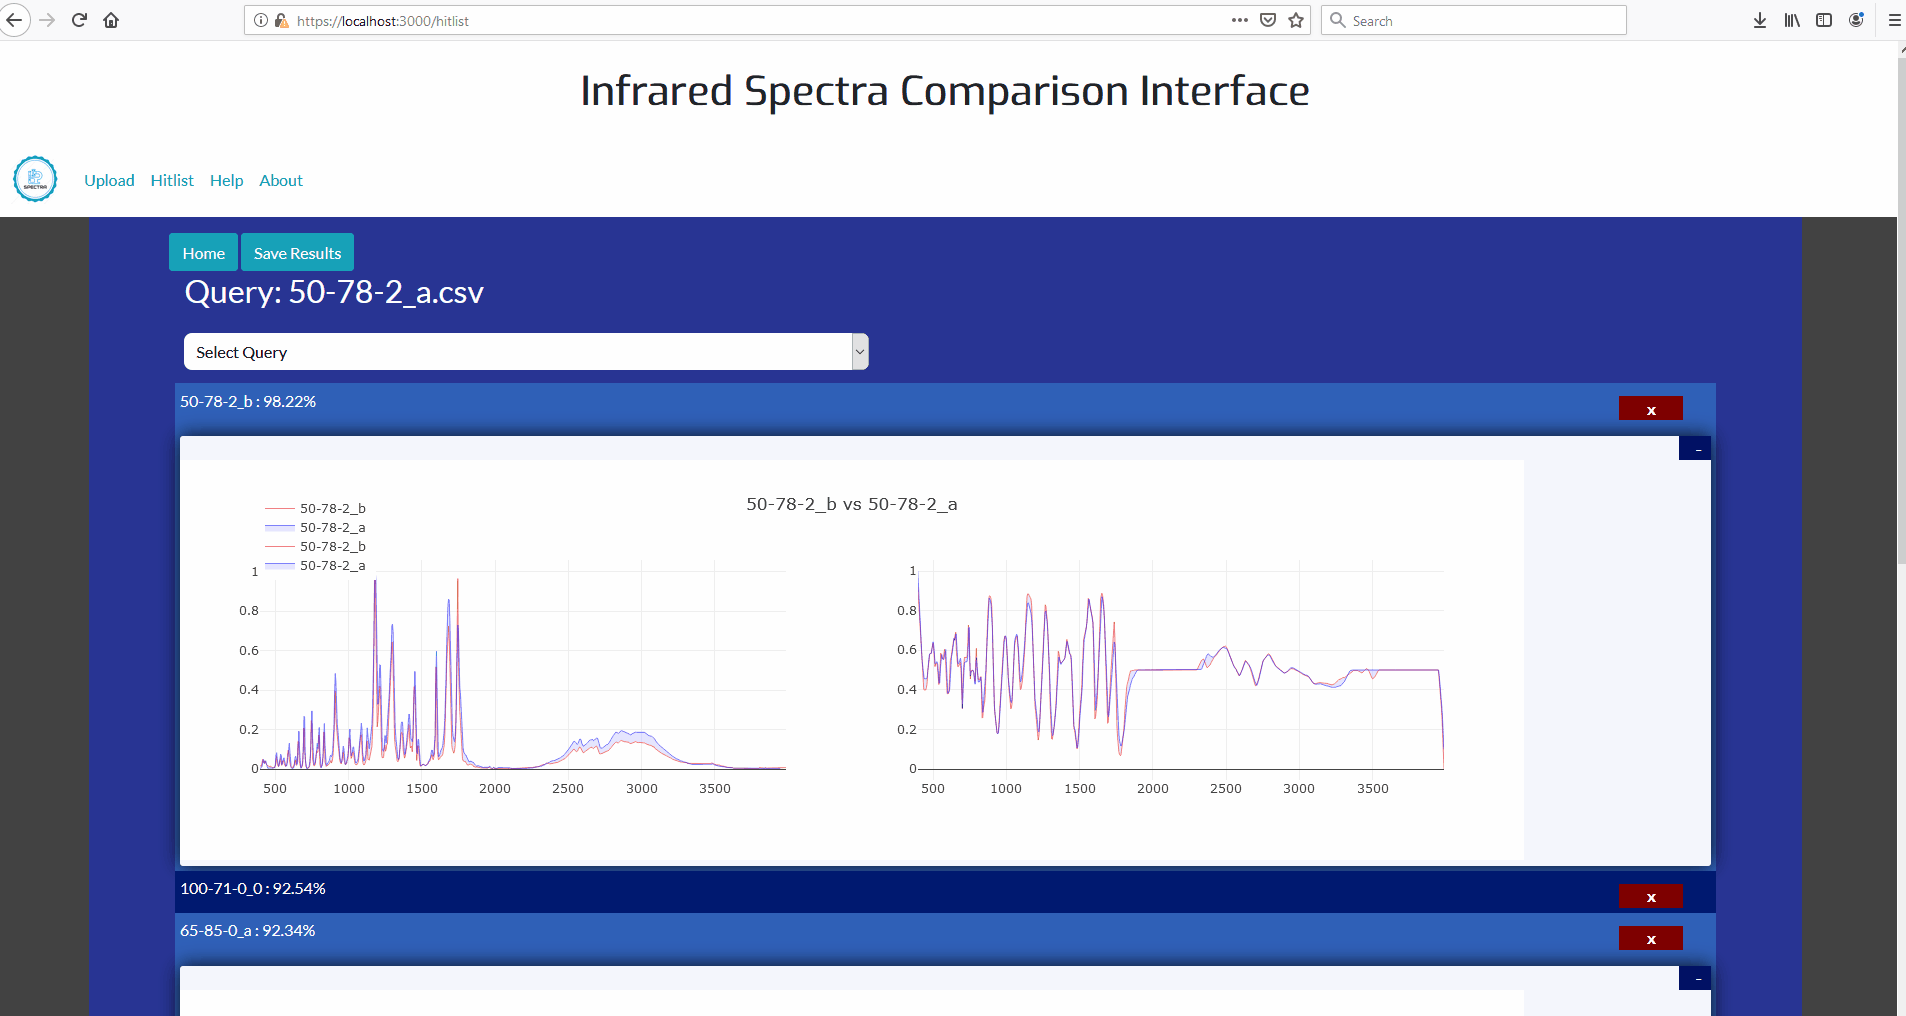 https://localhost:3000/hitlist
Search
Infrared Spectra Comparison Interface
SPECTRA
Upload Hitlist Help About
Home Save Results
Query: 50-78-2_a.csv
Select Query
50-78-2_b : 98.22%
x
-
50-78-2_b vs 50-78-2_a
50-78-2_b
50-78-2_a
50-78-2_b
50-78-2_a
1
0.8
0.6
0.4
0.2
0
500 1000 1500 2000 2500 3000 3500
1
0.8
0.6
0.4
0.2
0
500 1000 1500 2000 2500 3000 3500
100-71-0_0 : 92.54%
x
65-85-0_a : 92.34%
x
-